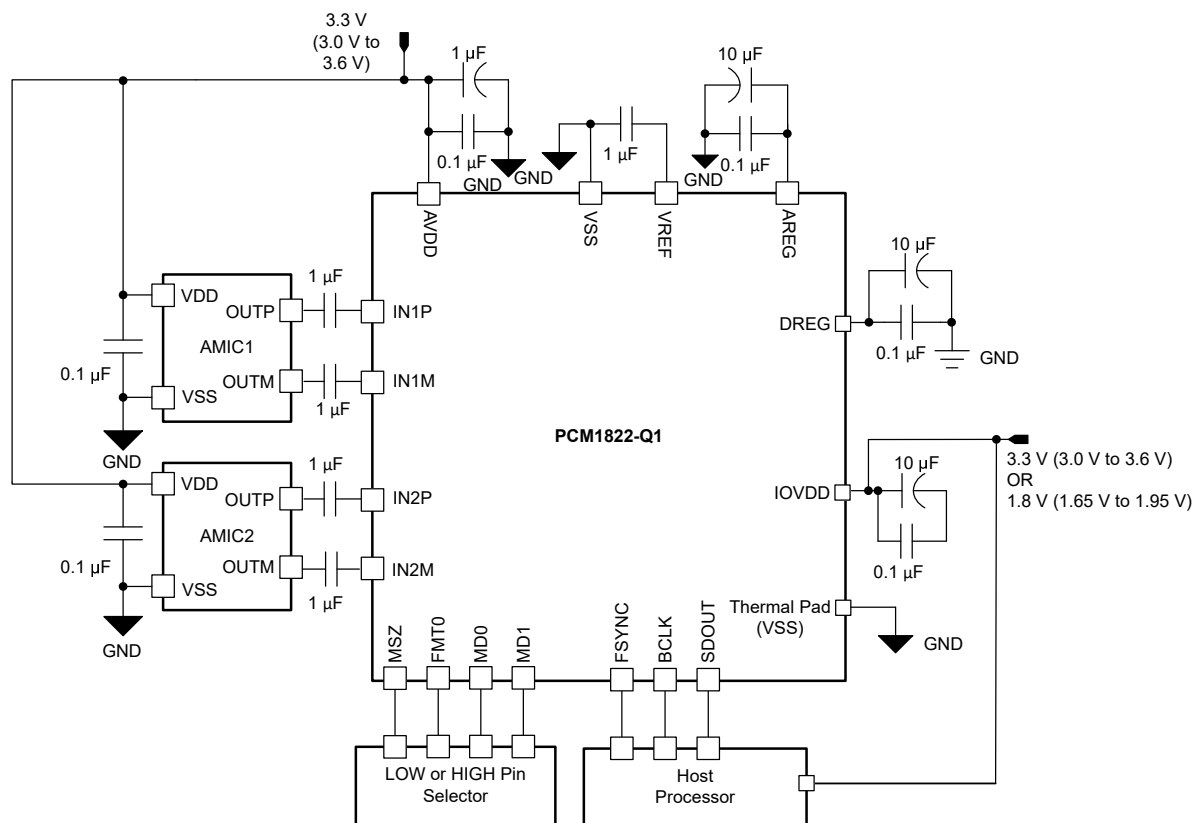 3.3 V
(3.0 V to
3.6 V)
1 µF
10 µF
0.1 µF
GND
GND
1 µF
0.1 µF
GND
AVDD
VSS
VREF
AREG
10 µF
DREG
0.1 µF
GND
VDD
OUTP
1 µF
IN1P
AMIC1
0.1 µF
OUTM
1 µF
IN1M
VSS
GND
PCM1822-Q1
3.3 V (3.0 V to 3.6 V)
OR
1.8 V (1.65 V to 1.95 V)
10 µF
IOVDD
0.1 µF
VDD
OUTP
1 µF
IN2P
AMIC2
0.1 µF
OUTM
1 µF
IN2M
VSS
GND
Thermal Pad
(VSS)
GND
MSZ
FMT0
MD0
MD1
FSYNC
BCLK
SDOUT
LOW or HIGH Pin
Selector
Host
Processor